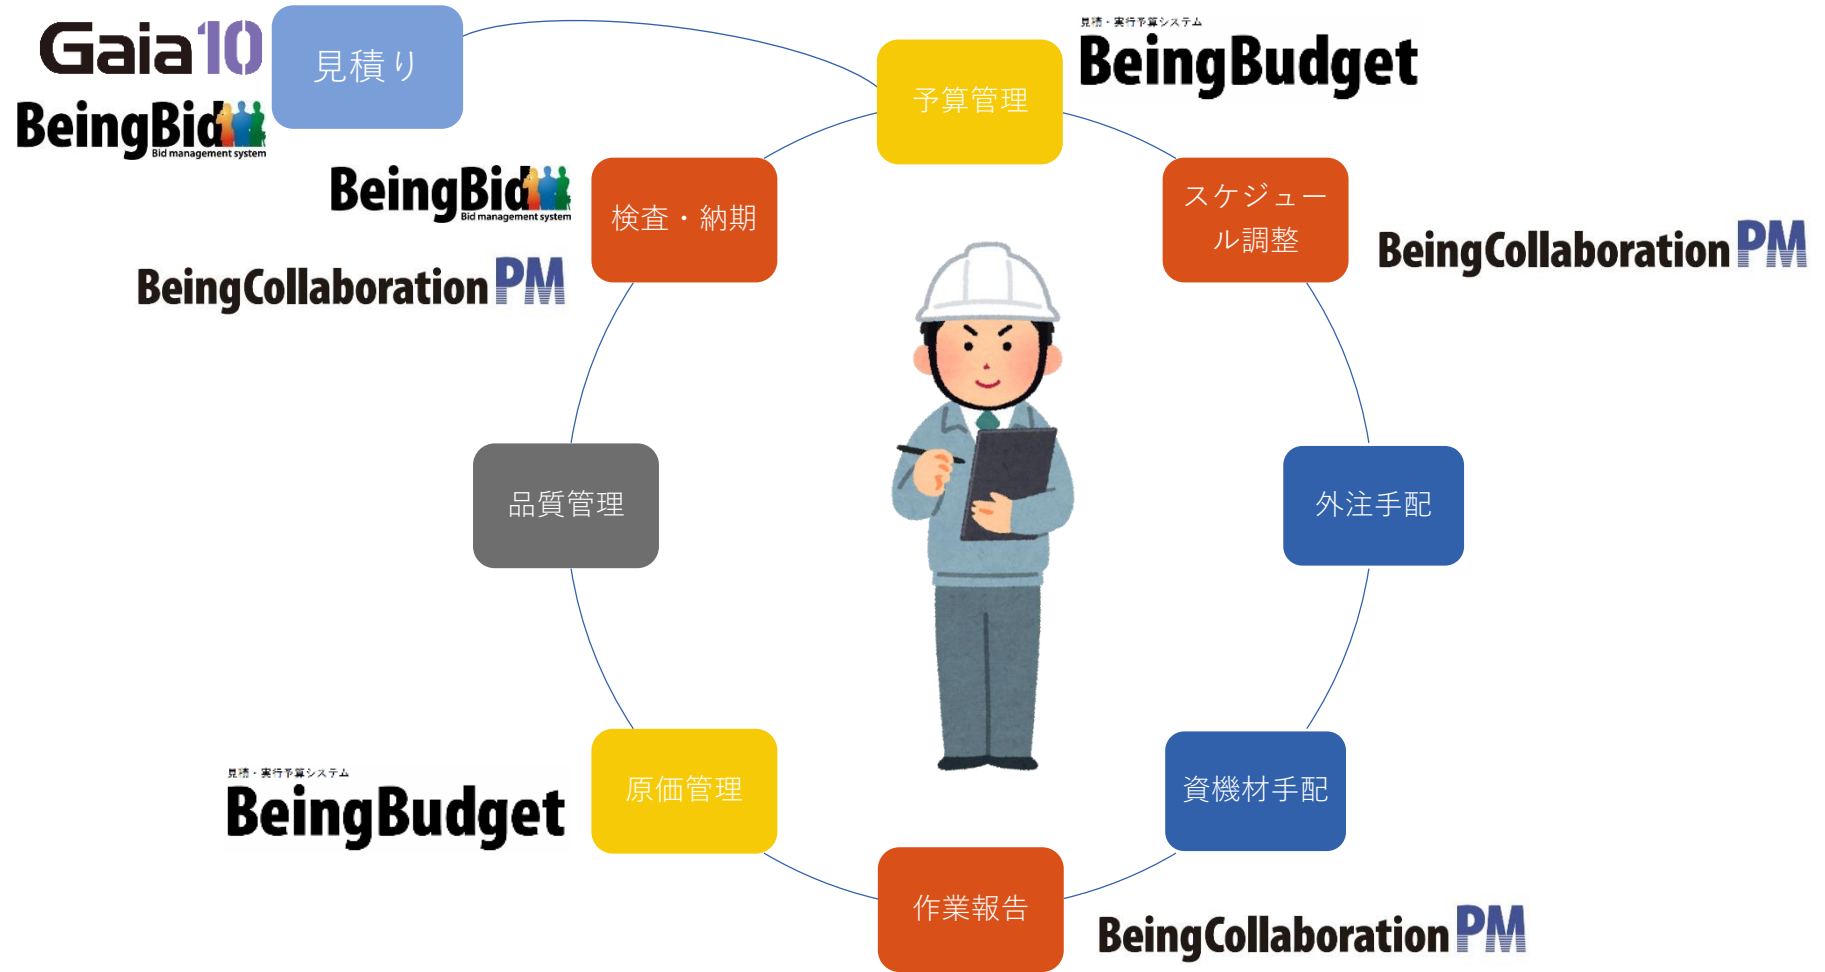 Gaia10
見積り
BeingBid
Bid management system
見積・実行予算システム
BeingBudget
予算管理
BeingBid
Bid management system
検査・納期
BeingCollaboration PM
スケジュー
ル調整
BeingCollaboration PM
品質管理
外注手配
見積・実行予算システム
BeingBudget
原価管理
資機材手配
作業報告
BeingCollaboration PM